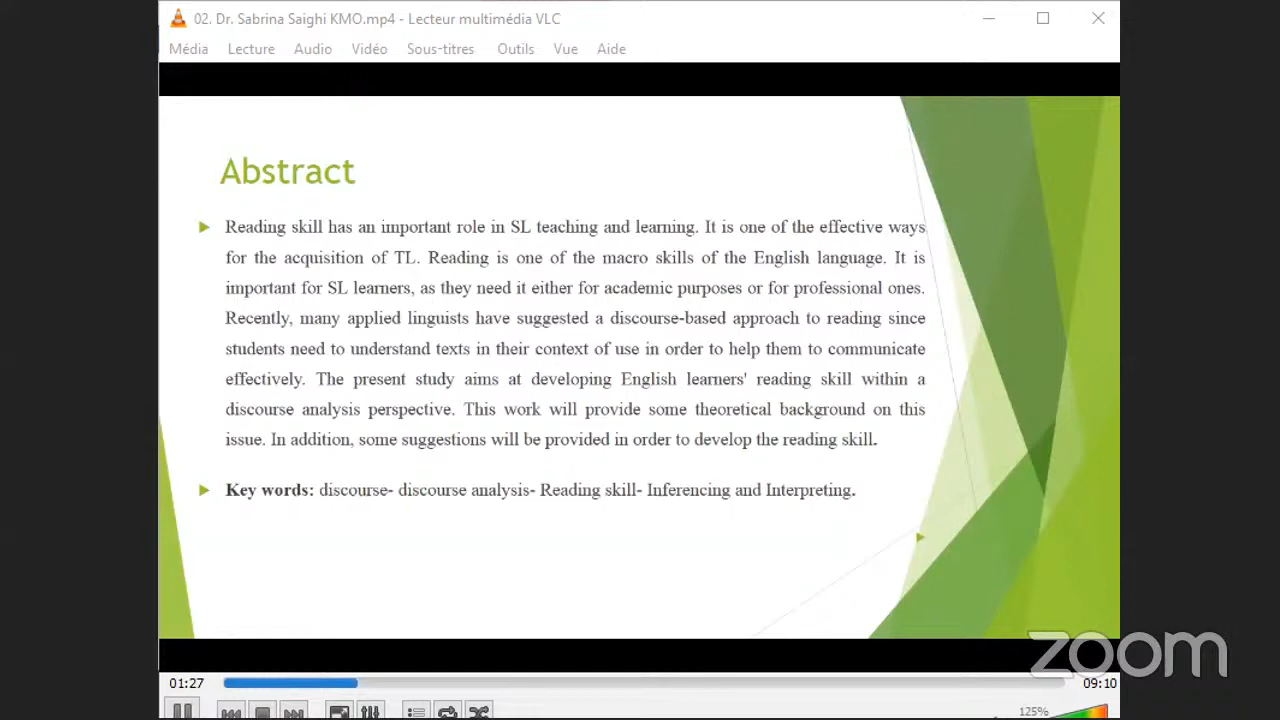 02. Dr. Sabrina Saighi KMO.mp4 - Lecteur multimédia VLC
Média Lecture Audio Vidéo Sous-titres Outils Vue Aide
Abstract
Reading skill has an important role in SL teaching and learning. It is one of the effective ways
for the acquisition of TL. Reading is one of the macro skills of the English language. It is
important for SL learners, as they need it either for academic purposes or for professional ones.
Recently, many applied linguists have suggested a discourse-based approach to reading since
students need to understand texts in their context of use in order to help them to communicate
effectively. The present study aims at developing English learners' reading skill within a
discourse analysis perspective. This work will provide some theoretical background on this
issue. In addition, some suggestions will be provided in order to develop the reading skill.
Key words: discourse- discourse analysis- Reading skill- Inferencing and Interpreting.
zoom
01:27 09:10
125%